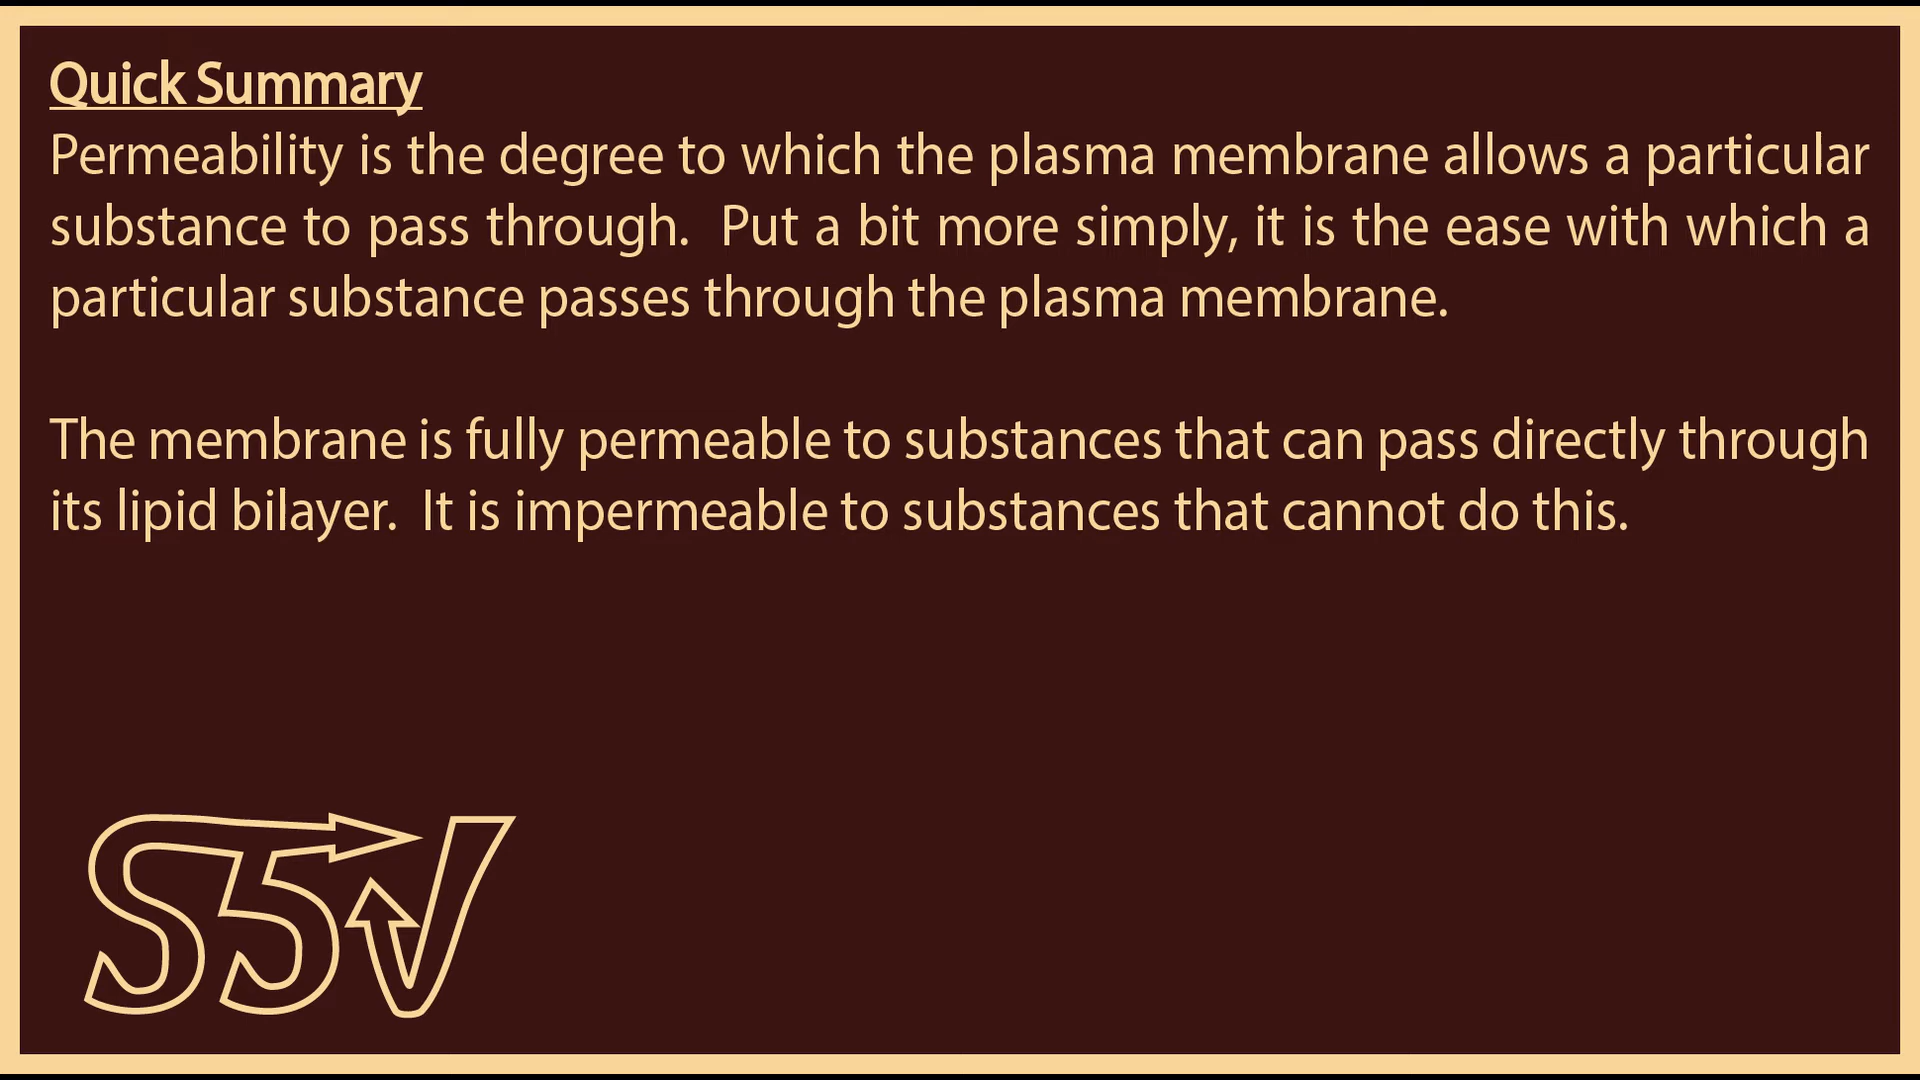 Quick Summary
Permeability is the degree to which the plasma membrane allows a particular
substance to pass through.  Put a bit more simply, it is the ease with which a
particular substance passes through the plasma membrane.
The membrane is fully permeable to substances that can pass directly through
its lipid bilayer.  It is impermeable to substances that cannot do this.
S5V